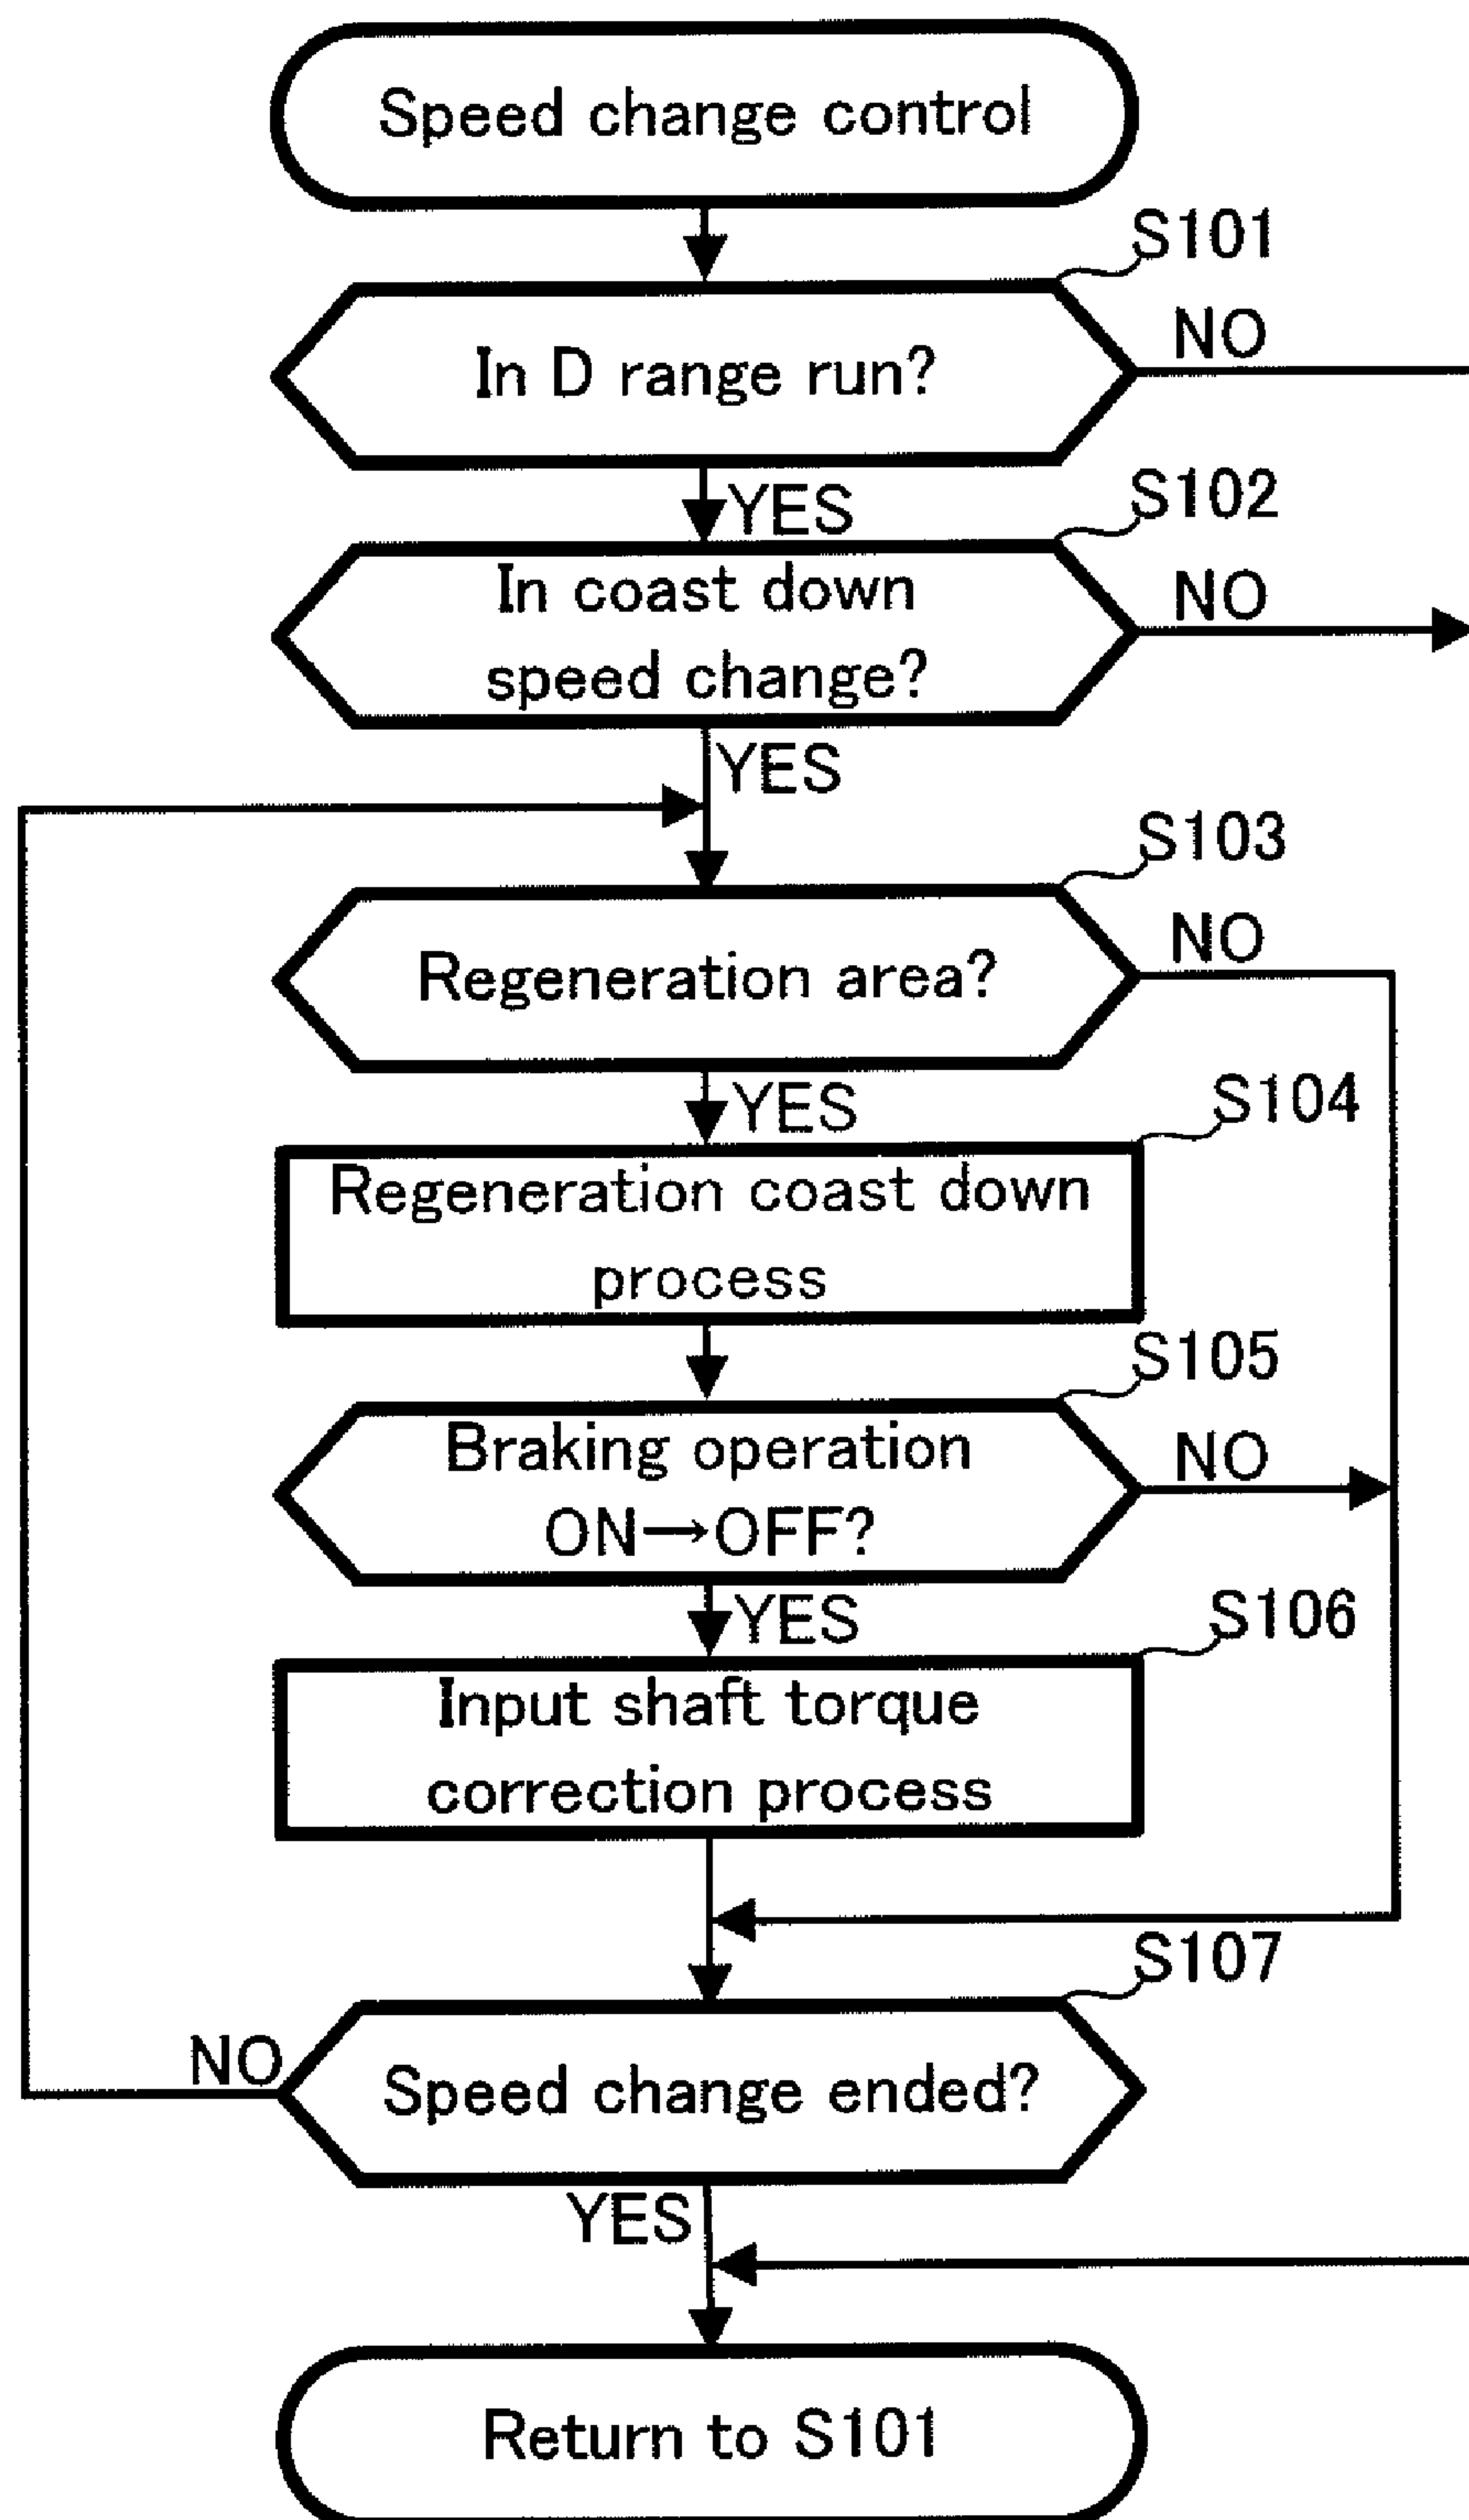 Speed change control
S101
In D range run?
NO
YES
S102
In coast down
speed change?
NO
YES
S103
Regeneration area?
NO
YES
S104
Regeneration coast down
process
S105
Braking operation
ON→OFF?
NO
YES
S106
Input shaft torque
correction process
S107
Speed change ended?
NO
YES
Return to S101